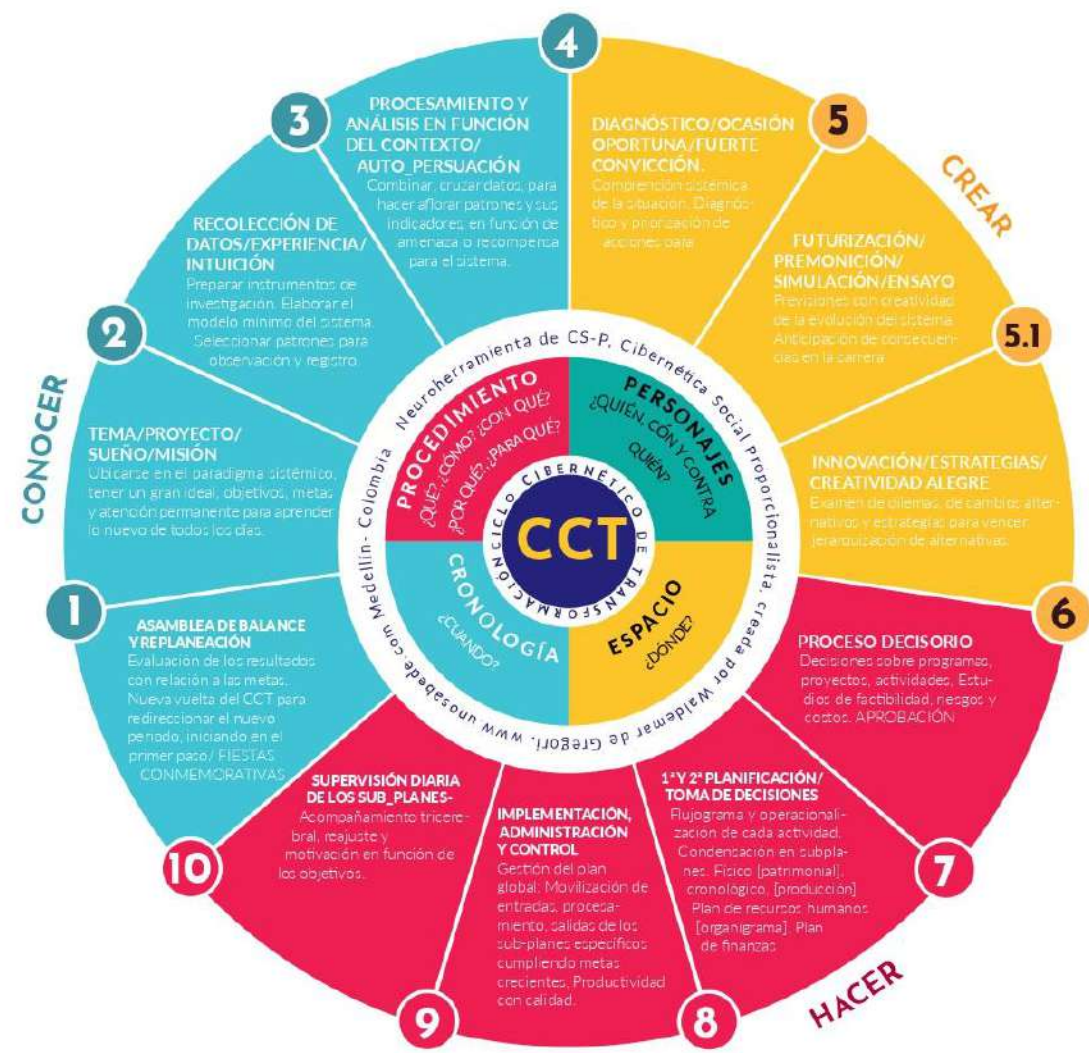 CONOCER
1
TEMA/PROYECTO/
SUEÑO/MISIÓN
Ubicarse en el paradigma sistémico,
tener un gran ideal, objetivos, metas
y atención permanente para aprender
lo nuevo de todos los días.
2
RECOLECCIÓN DE
DATOS/EXPERIENCIA/
INTUICIÓN
Preparar instrumentos de
investigación. Elaborar el
modelo mínimo del sistema.
Seleccionar patrones para
observación y registro.
3
PROCESAMIENTO Y
ANÁLISIS EN FUNCIÓN
DEL CONTEXTO/
AUTO_PERSUACIÓN
Combinar, cruzar datos, para
hacer aflorar patrones y sus
indicadores, en función de
amenaza o recompensa
para el sistema.
4
DIAGNÓSTICO/OCASIÓN
OPORTUNA/FUERTE
CONVICCIÓN.
Comprención sistémica
de la situación. Diagnós-
tico y priorización de
acciones para
CREAR
5
FUTURIZACIÓN/
PREMONICIÓN/
SIMULACIÓN/ENSAYO
Previsiones con creatividad
de la evolución del sistema.
Anticipación de consecuen-
cias en la carrera
5.1
INNOVACIÓN/ESTRATEGIAS/
CREATIVIDAD ALEGRE
Examen de dilemas, de cambios alter-
nativos y estrategias para vencer,
jerarquización de alternativas.
6
PROCESO DECISORIO
Decisiones sobre programas,
proyectos, actividades, Estu-
dios de factibilidad, riesgos y
costos. APROBACIÓN
HACER
7
1ª Y 2ª PLANIFICACIÓN/
TOMA DE DECISIONES
Flujograma y operacionali-
zación de cada actividad.
Condensación en subpla-
nes. Físico [patrimonial],
cronológico, [producción]
Plan de recursos humanos
[organigrama]. Plan
de finanzas
8
IMPLEMENTACIÓN,
ADMINISTRACIÓN
Y CONTROL
Gestión del plan
global; Movilización de
entradas, procesa-
miento, salidas de los
sub-planes específicos
cumpliendo metas
crecientes, Productividad
con calidad.
9
SUPERVISIÓN DIARIA
DE LOS SUB_PLANES-
Acompañamiento tricere-
bral, reajuste y
motivación en función de
los objetivos.
10
ASAMBLEA DE BALANCE
Y REPLANEACIÓN
Evaluación de los resultados
con relación a las metas.
Nueva vuelta del CCT para
redireccionar el nuevo
periodo, iniciando en el
primer paso/ FIESTAS
CONMEMORATIVAS
Neuroherramienta de CS-P. Cibernética Social Proporcionalista. creada por Waldemar de Gregori. www.unosabede.com Medellin- Colombia
PROCEDIMIENTO
¿QUÉ? ¿CÓMO? ¿CON QUÉ?
¿POR QUÉ? ¿PARA QUÉ?
PERSONAJES
¿QUIÉN, CÓN Y CONTRA
QUIÉN?
ESPACIO
¿DÓNDE?
CRONOLOGÍA
¿CUANDO?
CICLO CIBERNÉTICO DE TRANSFORMACIÓN
CCT